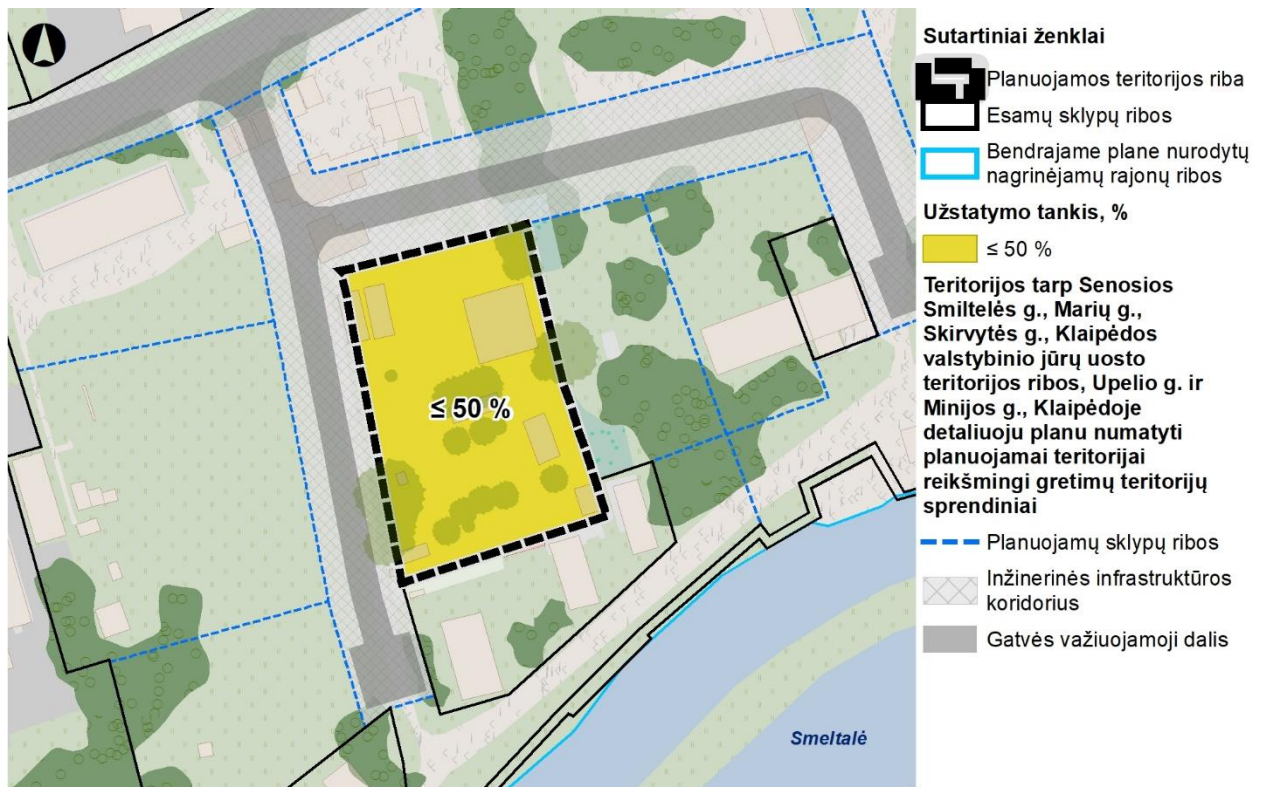 ≤ 50 %
Smeltalė
Sutartiniai ženklai
Planuojamos teritorijos riba
Esamų sklypų ribos
Bendrajame plane nurodytų
nagrinėjamų rajonų ribos
Užstatymo tankis, %
≤ 50 %
Teritorijos tarp Senosios
Smiltelės g., Marių g.,
Skirvytės g., Klaipėdos
valstybinio jūrų uosto
teritorijos ribos, Upelio g. ir
Minijos g., Klaipėdoje
detaliuoju planu numatyti
planuojamai teritorijai
reikšmingi gretimų teritorijų
sprendiniai
Planuojamų sklypų ribos
Inžinerinės infrastruktūros
koridorius
Gatvės važiuojamoji dalis